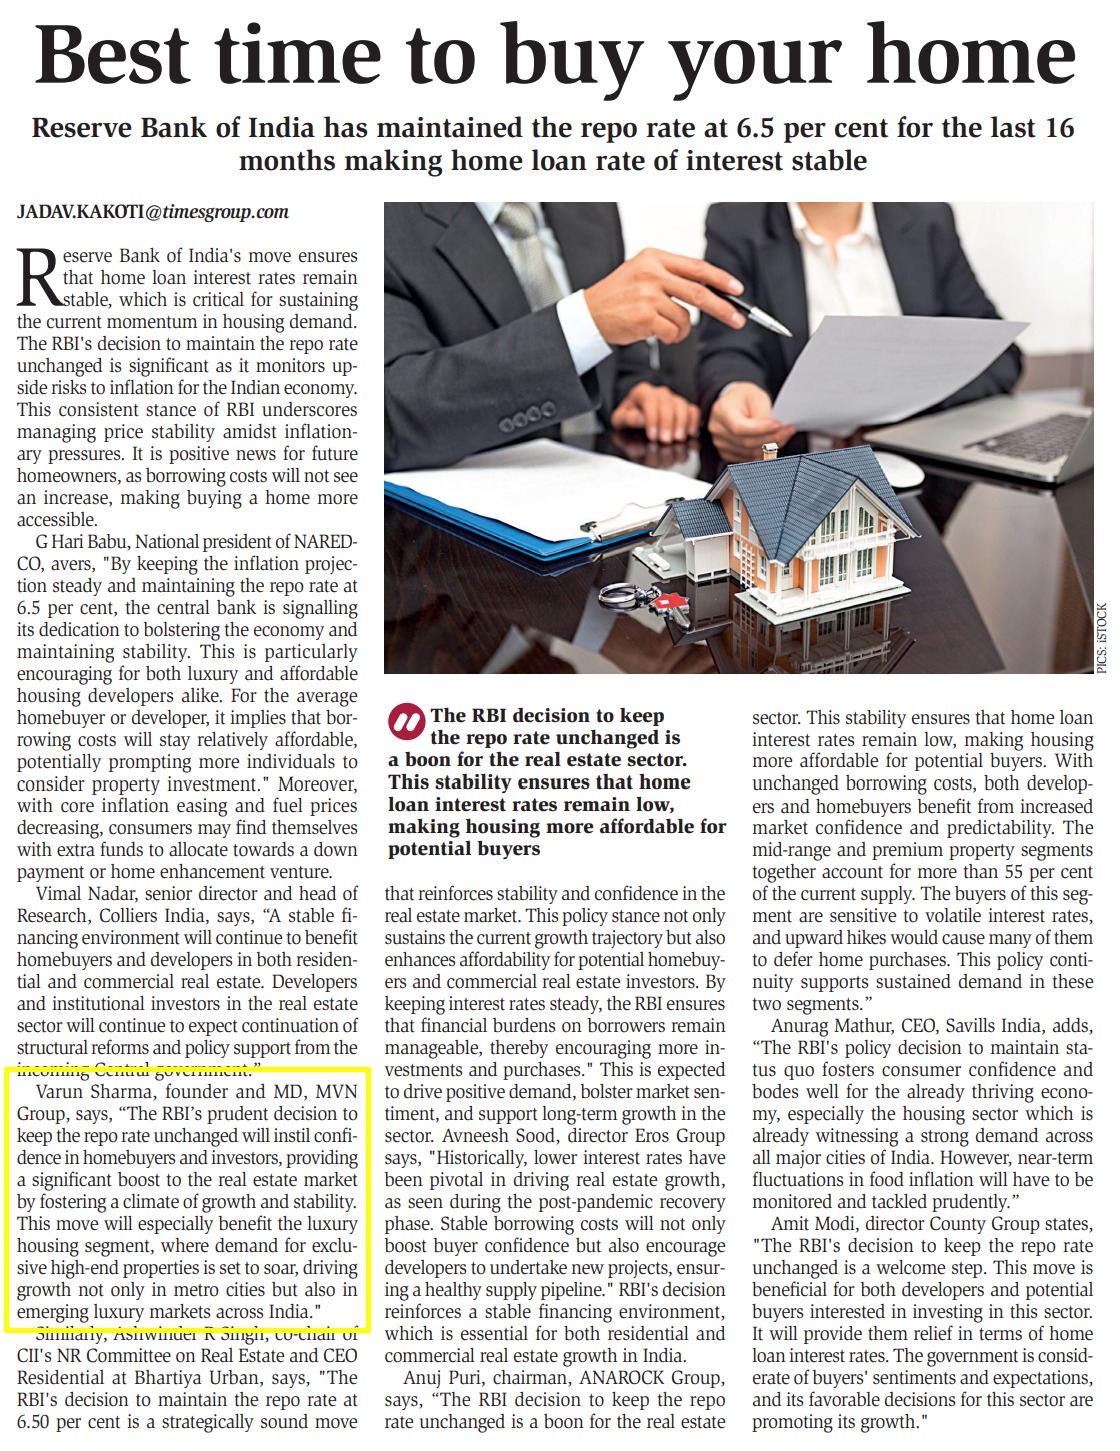 Best time to buy your home
Reserve Bank of India has maintained the repo rate at 6.5 per cent for the last 16
months making home loan rate of interest stable
JADAV.KAKOTI@timesgroup.com
Reserve Bank of India's move ensures
that home loan interest rates remain
stable, which is critical for sustaining
the current momentum in housing demand.
The RBI's decision to maintain the repo rate
unchanged is significant as it monitors up-
side risks to inflation for the Indian economy.
This consistent stance of RBI underscores
managing price stability amidst inflation-
ary pressures. It is positive news for future
homeowners, as borrowing costs will not see
an increase, making buying a home more
accessible.
G Hari Babu, National president of NARED-
CO, avers, "By keeping the inflation projec-
tion steady and maintaining the repo rate at
6.5 per cent, the central bank is signalling
its dedication to bolstering the economy and
maintaining stability. This is particularly
encouraging for both luxury and affordable
housing developers alike. For the average
homebuyer or developer, it implies that bor-
rowing costs will stay relatively affordable,
potentially prompting more individuals to
consider property investment." Moreover,
with core inflation easing and fuel prices
decreasing, consumers may find themselves
with extra funds to allocate towards a down
payment or home enhancement venture.
Vimal Nadar, senior director and head of
Research, Colliers India, says, “A stable fi-
nancing environment will continue to benefit
homebuyers and developers in both residen-
tial and commercial real estate. Developers
and institutional investors in the real estate
sector will continue to expect continuation of
structural reforms and policy support from the
incoming Central government.”
Varun Sharma, founder and MD, MVN
Group, says, “The RBI’s prudent decision to
keep the repo rate unchanged will instil confi-
dence in homebuyers and investors, providing
a significant boost to the real estate market
by fostering a climate of growth and stability.
This move will especially benefit the luxury
housing segment, where demand for exclu-
sive high-end properties is set to soar, driving
growth not only in metro cities but also in
emerging luxury markets across India."
Similarly, Ashwinder R Singh, co-chair of
CII's NR Committee on Real Estate and CEO
Residential at Bhartiya Urban, says, "The
RBI's decision to maintain the repo rate at
6.50 per cent is a strategically sound move
PICS: iSTOCK
The RBI decision to keep
the repo rate unchanged is
a boon for the real estate sector.
This stability ensures that home
loan interest rates remain low,
making housing more affordable for
potential buyers
that reinforces stability and confidence in the
real estate market. This policy stance not only
sustains the current growth trajectory but also
enhances affordability for potential homebuy-
ers and commercial real estate investors. By
keeping interest rates steady, the RBI ensures
that financial burdens on borrowers remain
manageable, thereby encouraging more in-
vestments and purchases." This is expected
to drive positive demand, bolster market sen-
timent, and support long-term growth in the
sector. Avneesh Sood, director Eros Group
says, "Historically, lower interest rates have
been pivotal in driving real estate growth,
as seen during the post-pandemic recovery
phase. Stable borrowing costs will not only
boost buyer confidence but also encourage
developers to undertake new projects, ensur-
ing a healthy supply pipeline." RBI's decision
reinforces a stable financing environment,
which is essential for both residential and
commercial real estate growth in India.
Anuj Puri, chairman, ANAROCK Group,
says, “The RBI decision to keep the repo
rate unchanged is a boon for the real estate
sector. This stability ensures that home loan
interest rates remain low, making housing
more affordable for potential buyers. With
unchanged borrowing costs, both develop-
ers and homebuyers benefit from increased
market confidence and predictability. The
mid-range and premium property segments
together account for more than 55 per cent
of the current supply. The buyers of this seg-
ment are sensitive to volatile interest rates,
and upward hikes would cause many of them
to defer home purchases. This policy conti-
nuity supports sustained demand in these
two segments.”
Anurag Mathur, CEO, Savills India, adds,
“The RBI's policy decision to maintain sta-
tus quo fosters consumer confidence and
bodes well for the already thriving econo-
my, especially the housing sector which is
already witnessing a strong demand across
all major cities of India. However, near-term
fluctuations in food inflation will have to be
monitored and tackled prudently.”
Amit Modi, director County Group states,
"The RBI's decision to keep the repo rate
unchanged is a welcome step. This move is
beneficial for both developers and potential
buyers interested in investing in this sector.
It will provide them relief in terms of home
loan interest rates. The government is consid-
erate of buyers' sentiments and expectations,
and its favorable decisions for this sector are
promoting its growth."